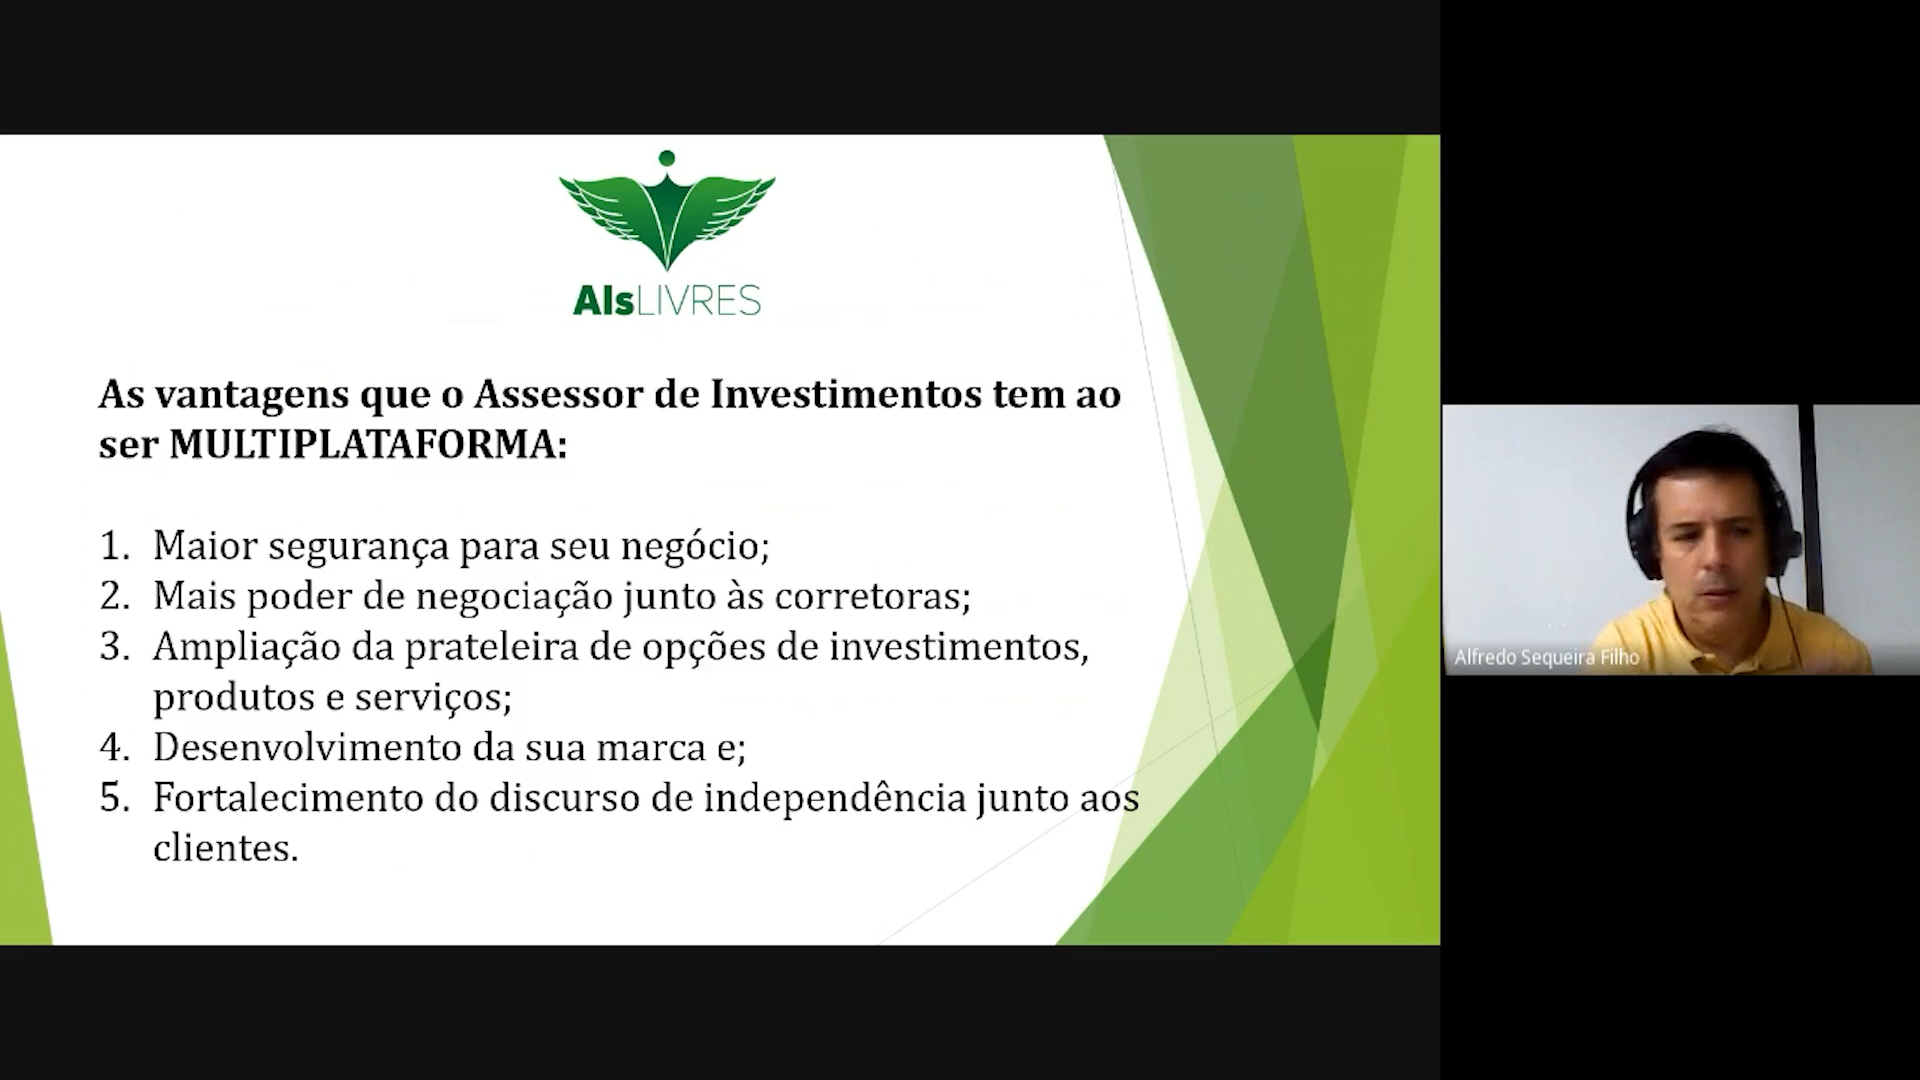 AIsLIVRES
As vantagens que o Assessor de Investimentos tem ao
ser MULTIPLATAFORMA:
1. Maior segurança para seu negócio;
2. Mais poder de negociação junto às corretoras;
3. Ampliação da prateleira de opções de investimentos,
produtos e serviços;
4. Desenvolvimento da sua marca e;
5. Fortalecimento do discurso de independência junto aos
clientes.
Alfredo Sequeira Filho